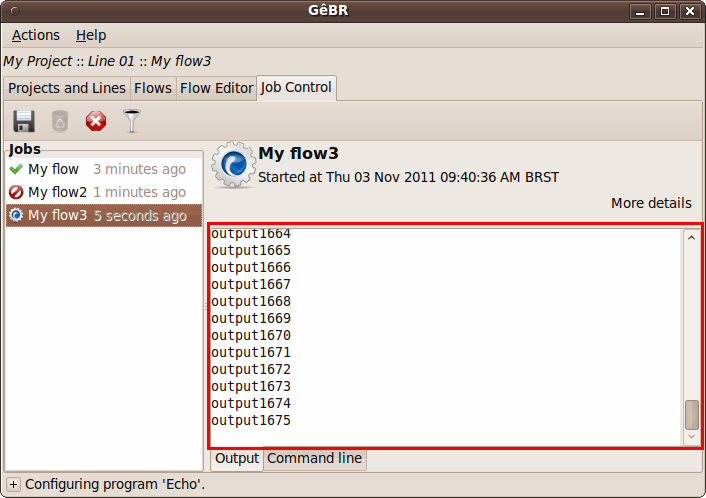 GêBR
Actions Help
My Project :: Line 01 :: My flow3
Projects and Lines Flows Flow Editor Job Control
Jobs
My flow 3 minutes ago
My flow2 1 minutes ago
My flow3 5 seconds ago
My flow3
Started at Thu 03 Nov 2011 09:40:36 AM BRST
More details
output1664
output1665
output1666
output1667
output1668
output1669
output1670
output1671
output1672
output1673
output1674
output1675
Output Command line
Configuring program 'Echo'.